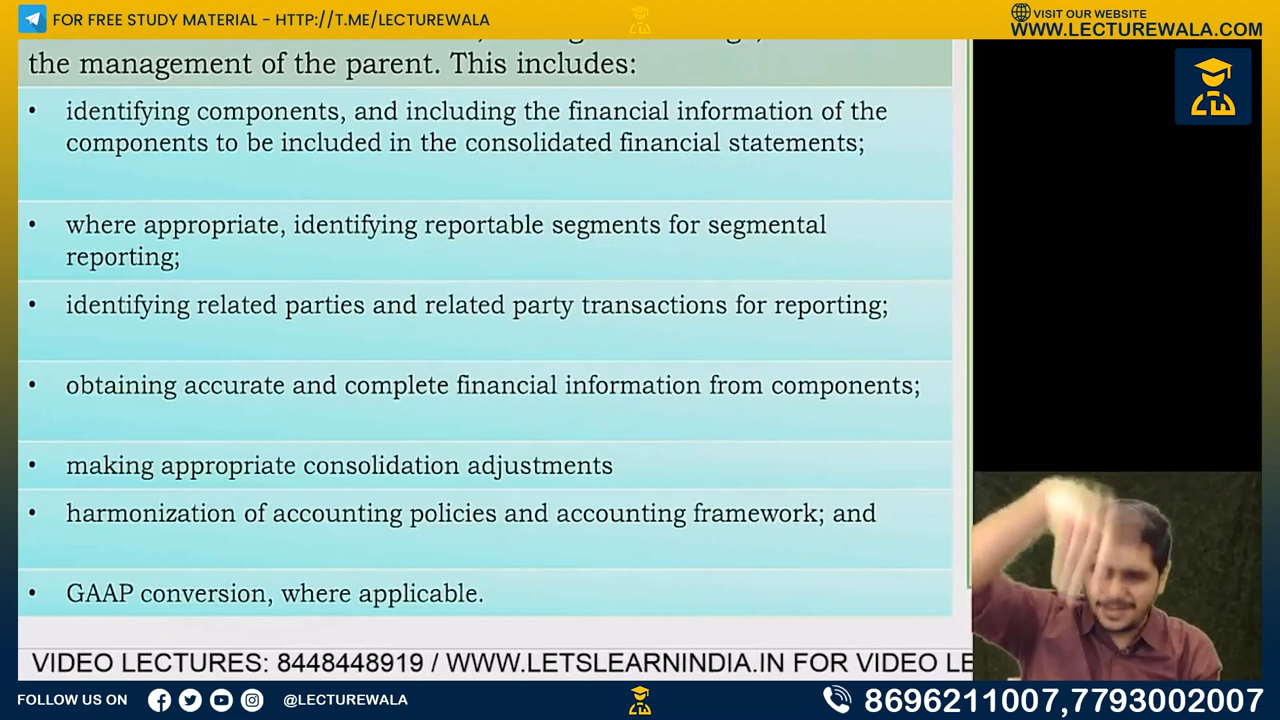 FOR FREE STUDY MATERIAL - HTTP://T.ME/LECTUREWALA
VISIT OUR WEBSITE
WWW.LECTUREWALA.COM
the management of the parent. This includes:
• identifying components, and including the financial information of the
components to be included in the consolidated financial statements;
• where appropriate, identifying reportable segments for segmental
reporting;
• identifying related parties and related party transactions for reporting;
• obtaining accurate and complete financial information from components;
• making appropriate consolidation adjustments
• harmonization of accounting policies and accounting framework; and
• GAAP conversion, where applicable.
VIDEO LECTURES: 8448448919 / WWW.LETSLEARNINDIA.IN FOR VIDEO LE
FOLLOW US ON
@LECTUREWALA
8696211007,7793002007